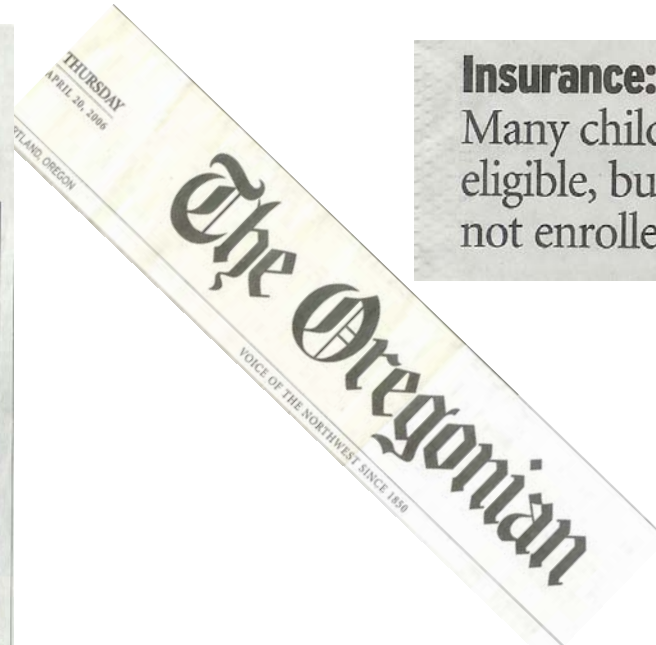 THURSDAY
APRIL 20, 2006
TLAND, OREGON
The Oregonian
VOICE OF THE NORTHWEST SINCE 1850
Insurance:
Many child
eligible, bu
not enrolle